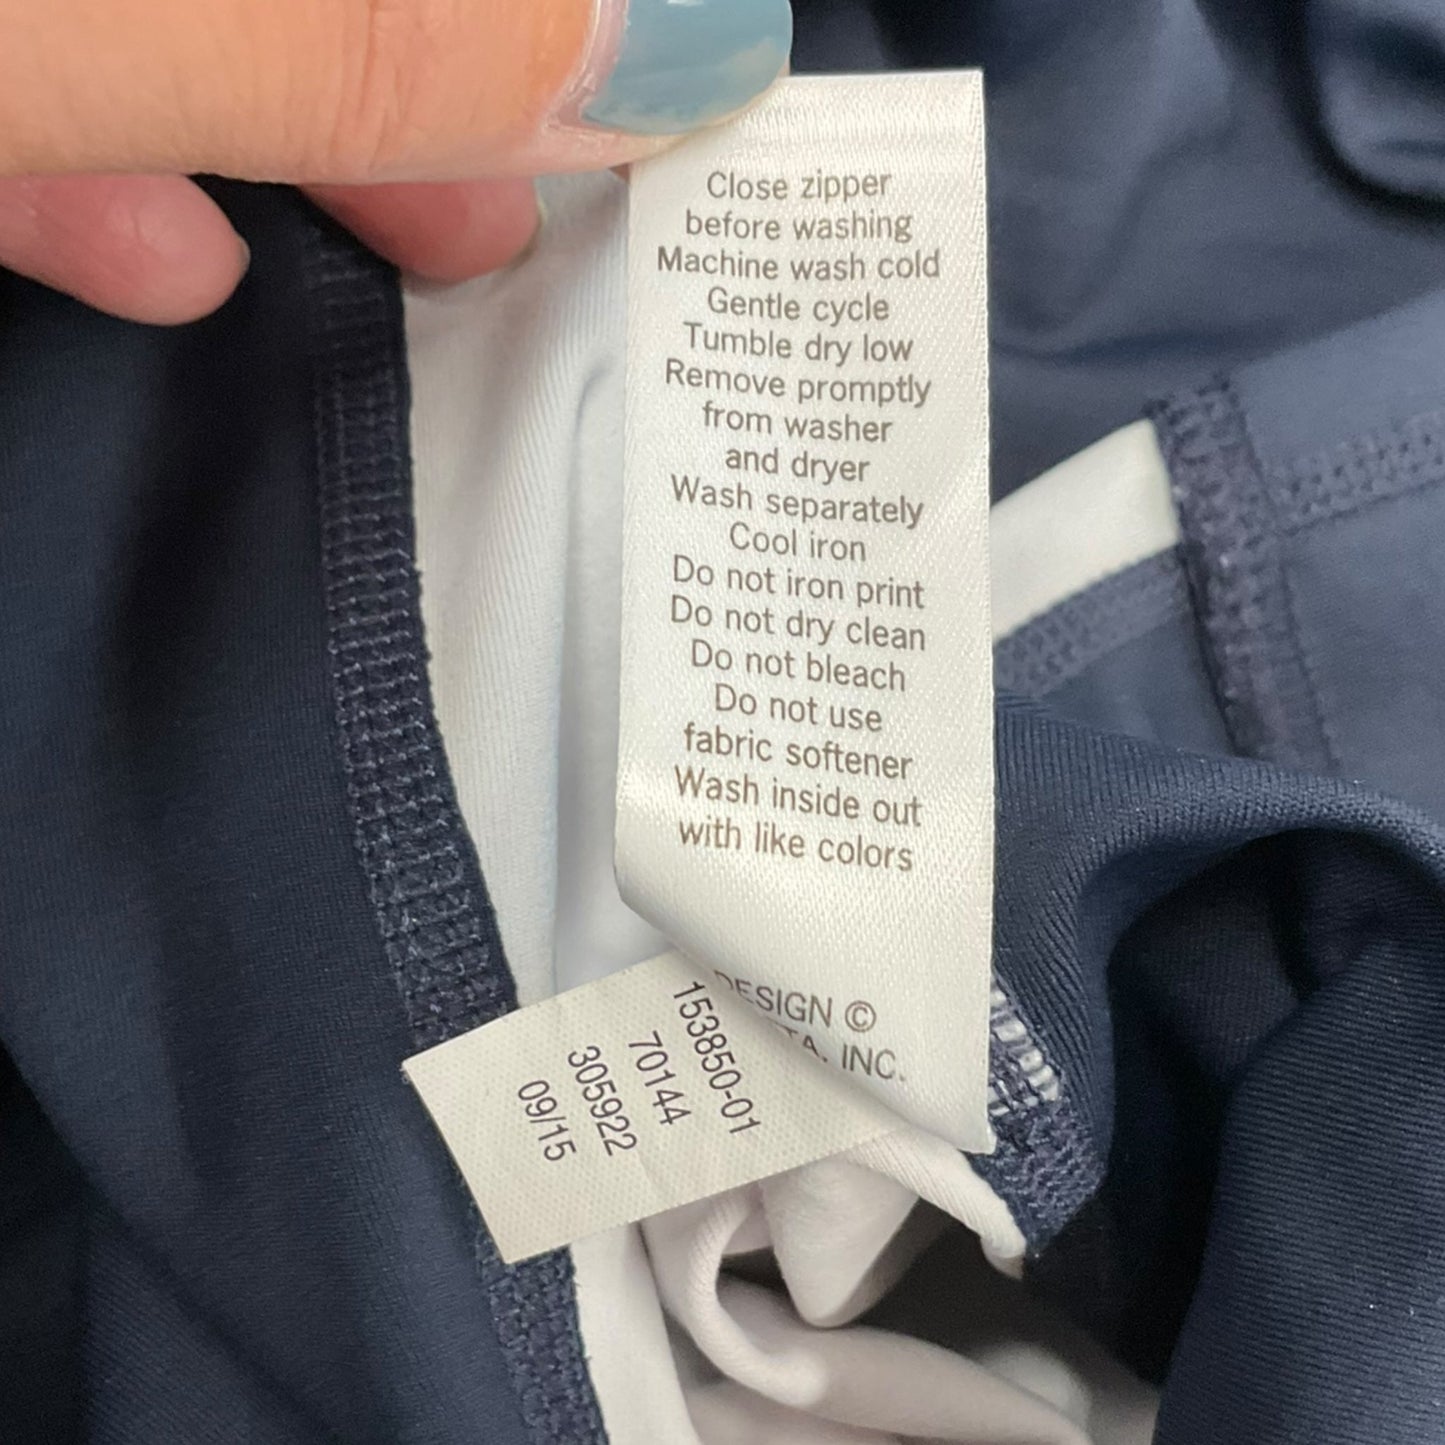 Close zipper
before washing
Machine wash cold
Gentle cycle
Tumble dry low
Remove promptly
from washer
and dryer
Wash separately
Cool iron
Do not iron print
Do not dry clean
Do not bleach
Do not use
fabric softener
Wash inside out
with like colors
DESIGN ©
INC.
153850-01
70144
305922
09/15